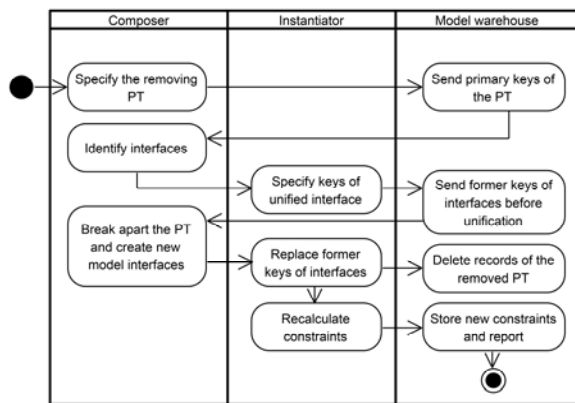 Composer
Instantiator
Model warehouse
Specify the removing
PT
Send primary keys of
the PT
Identify interfaces
Specify keys of
unified interface
Send former keys of
interfaces before
unification
Break apart the PT
and create new
model interfaces
Replace former
keys of interfaces
Delete records of the
removed PT
Recalculate
constraints
Store new constraints
and report